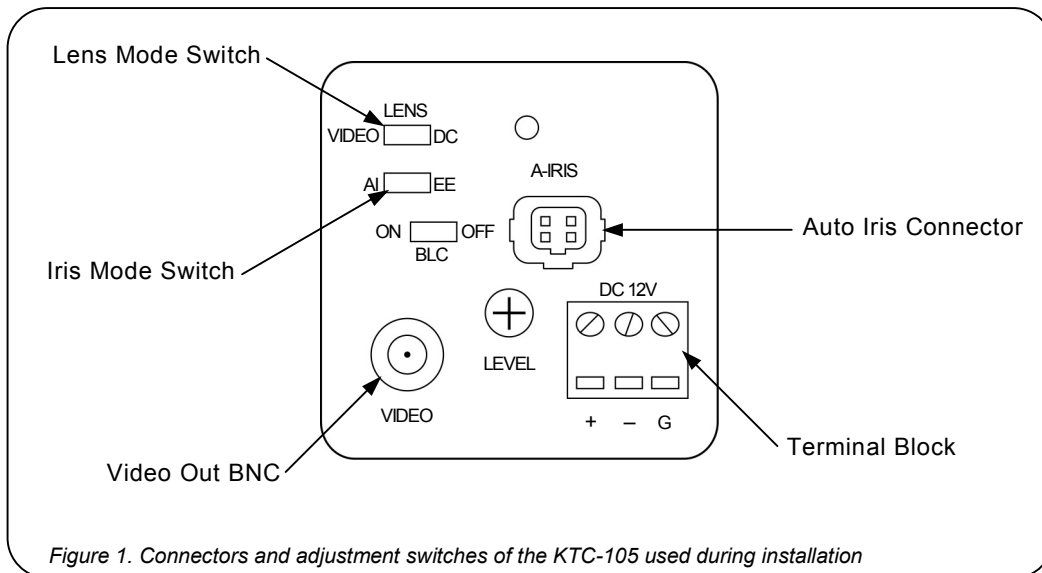 Lens Mode Switch
LENS
VIDEO DC
A-IRIS
AI EE
ON OFF
BLC
Auto Iris Connector
Iris Mode Switch
DC 12V
LEVEL
VIDEO
+ – G
Terminal Block
Video Out BNC
Figure 1. Connectors and adjustment switches of the KTC-105 used during installation